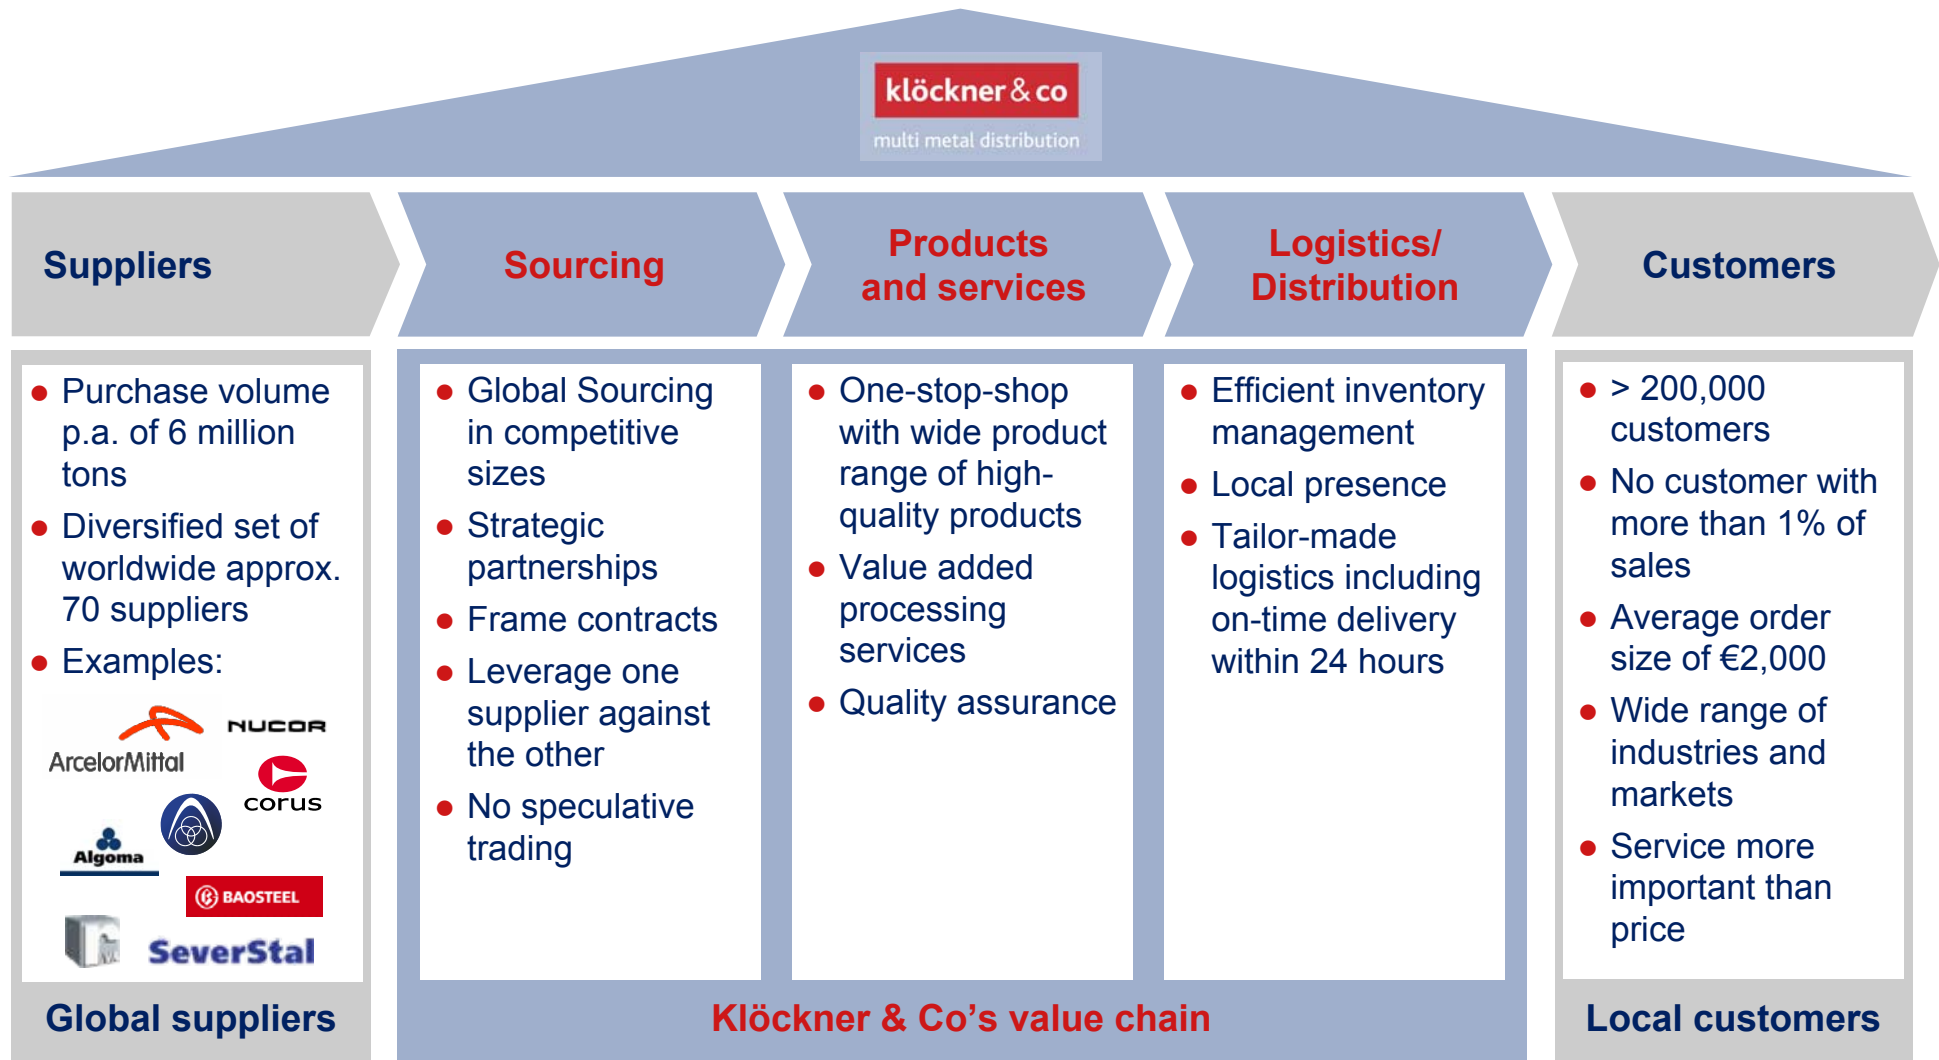 klöckner & co
multi metal distribution
Suppliers
Sourcing
Products
and services
Logistics/
Distribution
Customers
● Purchase volume
p.a. of 6 million
tons
● Diversified set of
worldwide approx.
70 suppliers
● Examples:
ArcelorMittal
NUCOR
corus
Algoma
BAOSTEEL
SeverStal
Global suppliers
● Global Sourcing
in competitive
sizes
● Strategic
partnerships
● Frame contracts
● Leverage one
supplier against
the other
● No speculative
trading
● One-stop-shop
with wide product
range of high-
quality products
● Value added
processing
services
● Quality assurance
● Efficient inventory
management
● Local presence
● Tailor-made
logistics including
on-time delivery
within 24 hours
Klöckner & Co’s value chain
● > 200,000
customers
● No customer with
more than 1% of
sales
● Average order
size of €2,000
● Wide range of
industries and
markets
● Service more
important than
price
Local customers